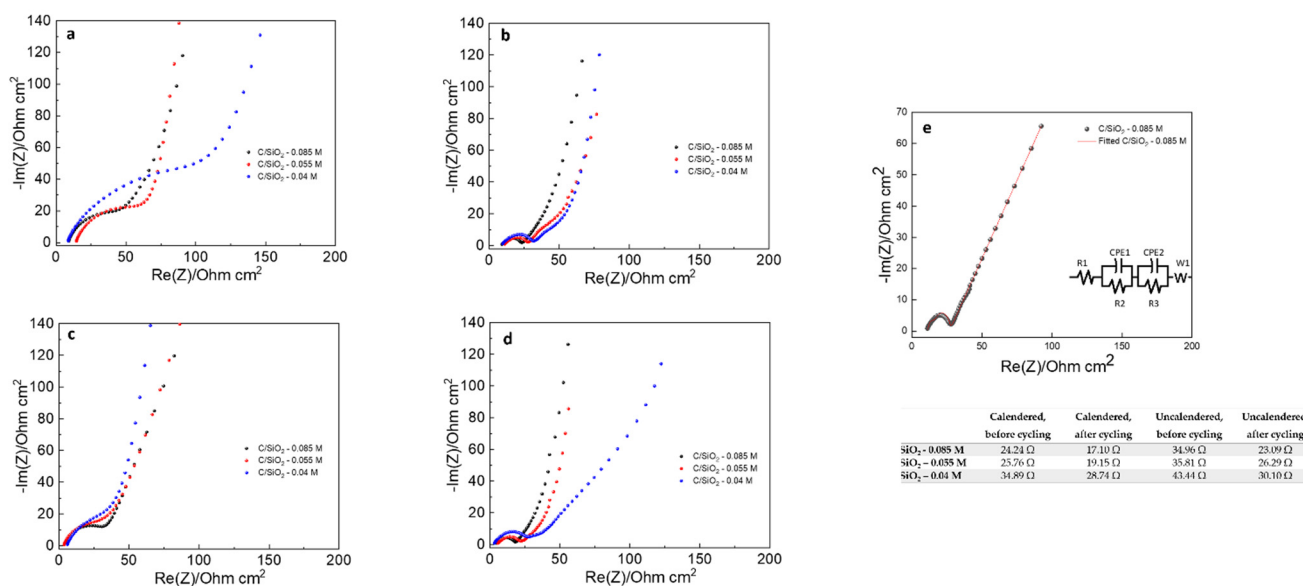 a
140
120
100
80
60
40
20
0
-Im(Z)/Ohm cm²
C/SiO₂ - 0.085 M
C/SiO₂ - 0.055 M
C/SiO₂ - 0.04 M
0 50 100 150 200
Re(Z)/Ohm cm²
b
140
120
100
80
60
40
20
0
-Im(Z)/Ohm cm²
C/SiO₂ - 0.085 M
C/SiO₂ - 0.055 M
C/SiO₂ - 0.04 M
0 50 100 150 200
Re(Z)/Ohm cm²
c
140
120
100
80
60
40
20
0
-Im(Z)/Ohm cm²
C/SiO₂ - 0.085 M
C/SiO₂ - 0.055 M
C/SiO₂ - 0.04 M
0 50 100 150 200
Re(Z)/Ohm cm²
d
140
120
100
80
60
40
20
0
-Im(Z)/Ohm cm²
C/SiO₂ - 0.085 M
C/SiO₂ - 0.055 M
C/SiO₂ - 0.04 M
0 50 100 150 200
Re(Z)/Ohm cm²
e
70
60
50
40
30
20
10
0
-Im(Z)/Ohm cm²
C/SiO₂ - 0.085 M
Fitted C/SiO₂ - 0.085 M
R1 CPE1 CPE2 W1
R2 R3
0 50 100 150 200
Re(Z)/Ohm cm²
Calendered, Calendered, Uncalendered, Uncalendered
before cycling after cycling before cycling after cycling
SiO₂ - 0.085 M 24.24 Ω 17.10 Ω 34.96 Ω 23.09 Ω
SiO₂ - 0.055 M 25.76 Ω 19.15 Ω 35.81 Ω 26.29 Ω
SiO₂ – 0.04 M 34.89 Ω 28.74 Ω 43.44 Ω 30.10 Ω